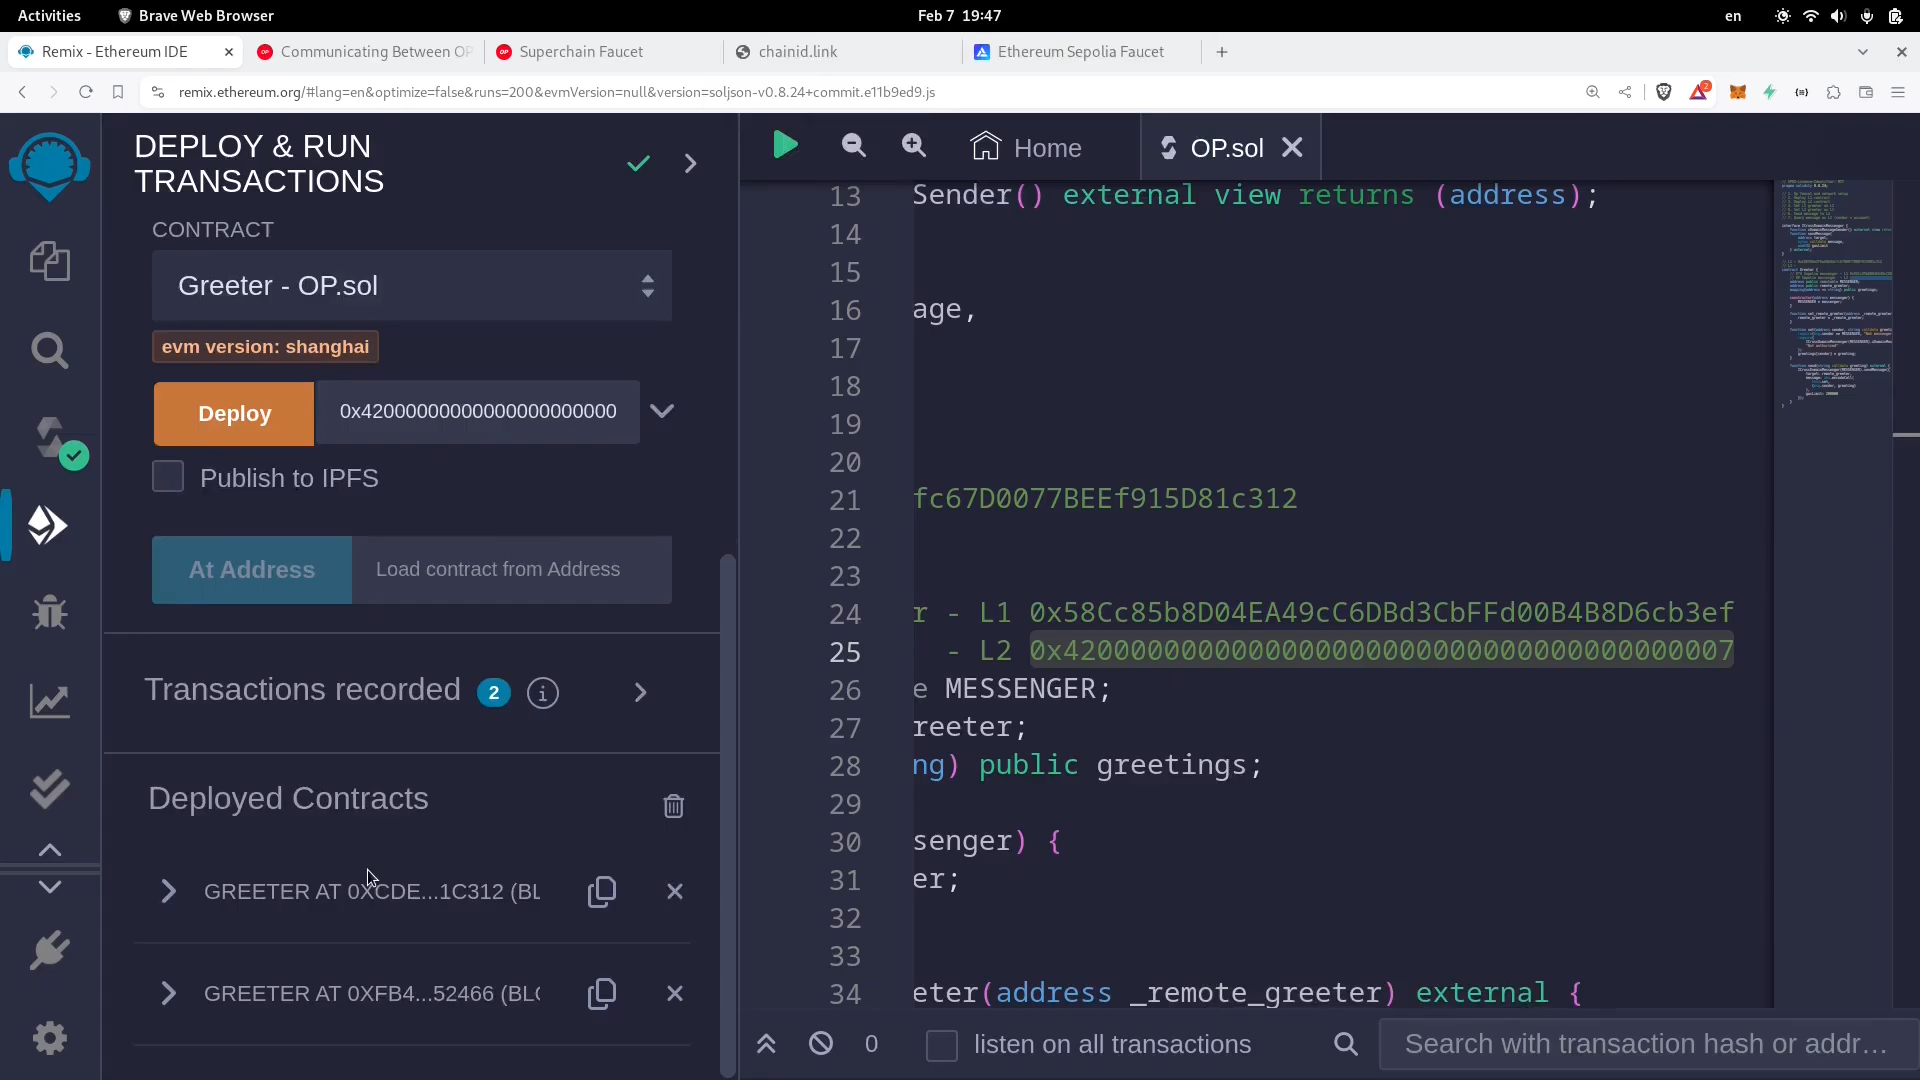 Activities
Brave Web Browser
Feb 7 19:47
en
Remix - Ethereum IDE
Communicating Between OP
Superchain Faucet
chainid.link
Ethereum Sepolia Faucet
remix.ethereum.org/#lang=en&optimize=false&runs=200&evmVersion=null&version=soljson-v0.8.24+commit.e11b9ed9.js
2
DEPLOY & RUN
TRANSACTIONS
CONTRACT
Greeter - OP.sol
evm version: shanghai
Deploy
0x42000000000000000000000
Publish to IPFS
At Address
Load contract from Address
Transactions recorded 2 i
Deployed Contracts
GREETER AT 0XCDE...1C312 (BL
GREETER AT 0XFB4...52466 (BLO
Home
OP.sol
13 Sender() external view returns (address);
14
15
16 age,
17
18
19
20
21 fc67D0077BEEf915D81c312
22
23
24 r - L1 0x58Cc85b8D04EA49cC6DBd3CbFFd00B4B8D6cb3ef
25 - L2 0x4200000000000000000000000000000000000007
26 e MESSENGER;
27 reeter;
28 ng) public greetings;
29
30 senger) {
31 er;
32
33
34 eter(address _remote_greeter) external {
0
listen on all transactions
Search with transaction hash or addr...